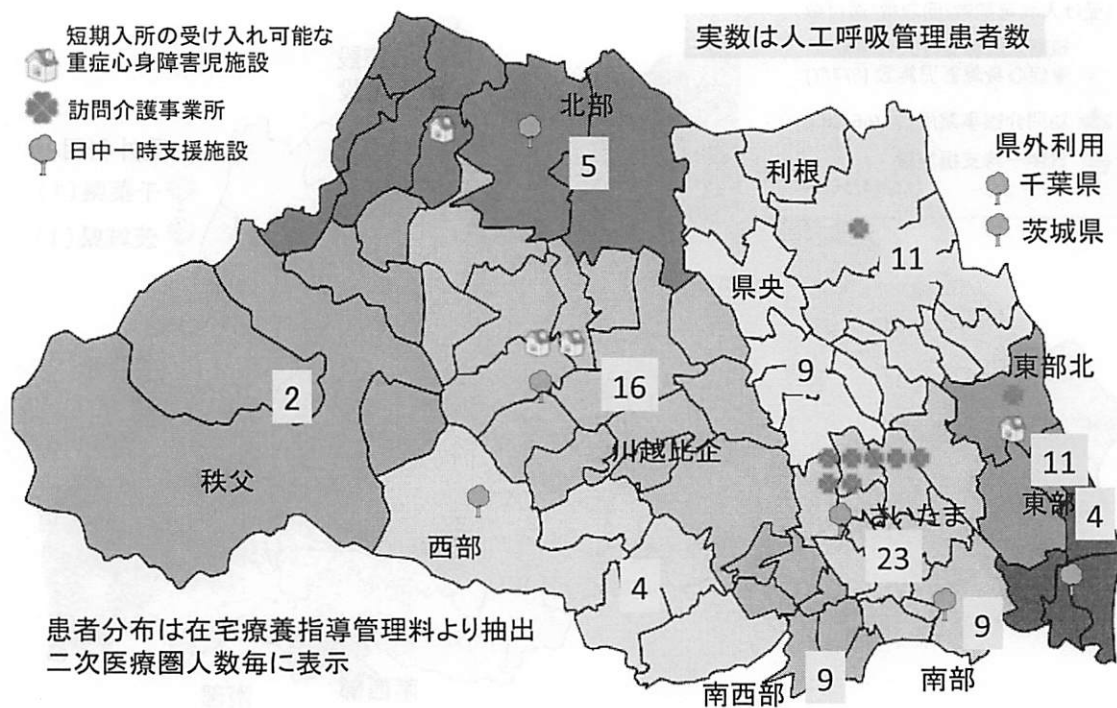 短期入所の受け入れ可能な
重症心身障害児施設
訪問介護事業所
日中一時支援施設
実数は人工呼吸管理患者数
県外利用
千葉県
茨城県
北部
5
利根
11
県央
9
東部北
11
東部
4
秩父
2
16
川越比企
さいたま
23
西部
4
南部
9
南西部
9
患者分布は在宅療養指導管理料より抽出
二次医療圏人数毎に表示